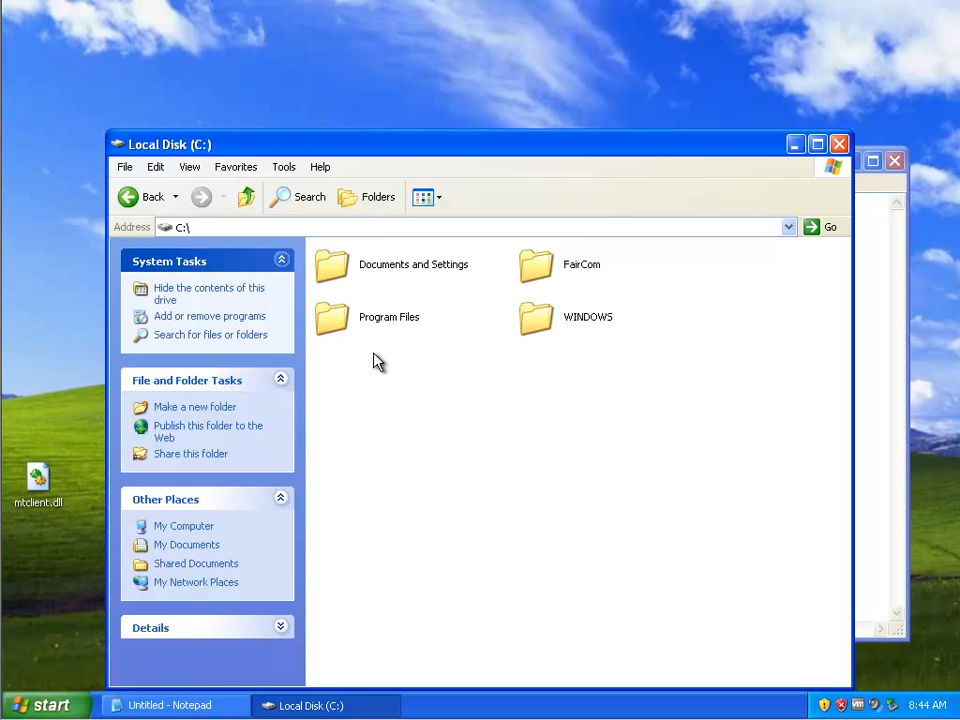 Local Disk (C:)
File Edit View Favorites Tools Help
Back Search Folders
Address C:\ Go
System Tasks
Hide the contents of this
drive
Add or remove programs
Search for files or folders
File and Folder Tasks
Make a new folder
Publish this folder to the
Web
Share this folder
Other Places
My Computer
My Documents
Shared Documents
My Network Places
Details
Documents and Settings
FairCom
Program Files
WINDOWS
mtclient.dll
start
Untitled - Notepad
Local Disk (C:)
8:44 AM